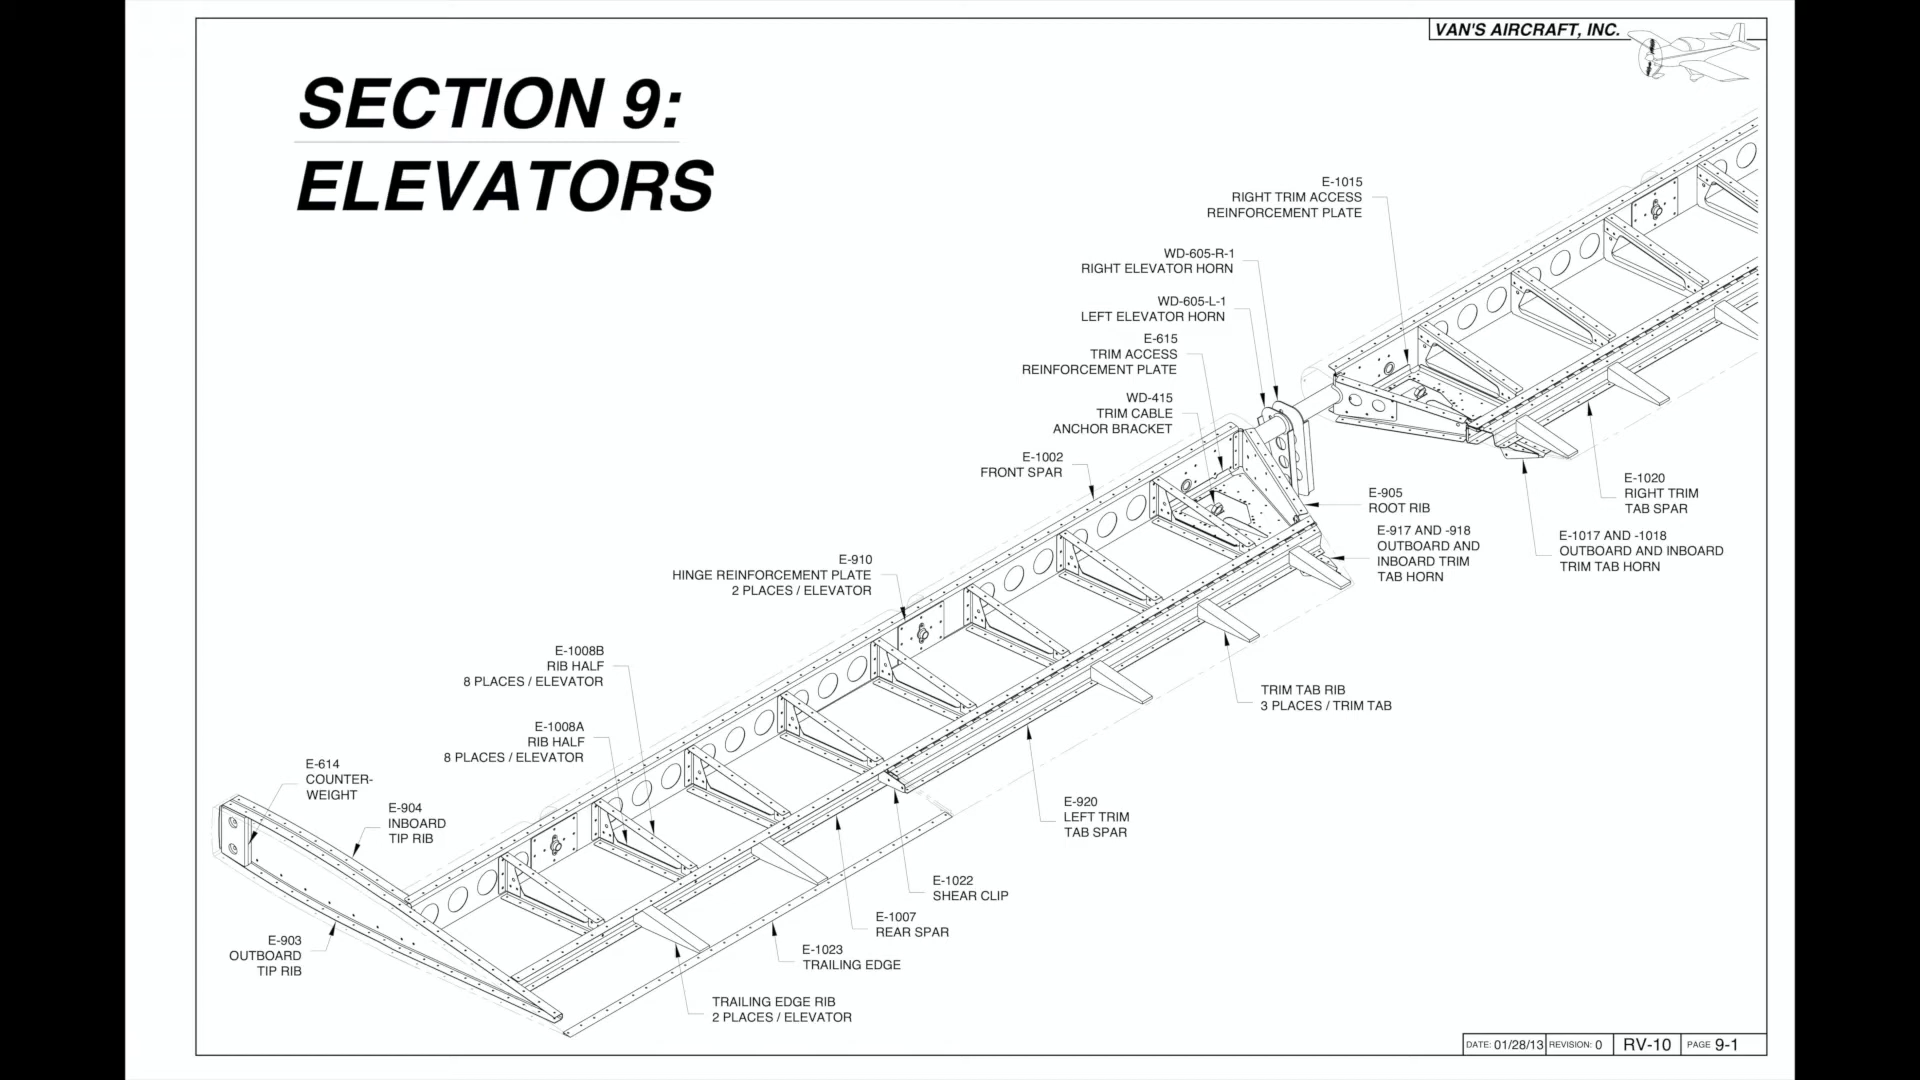 VAN'S AIRCRAFT, INC.
SECTION 9:
ELEVATORS
E-1015
RIGHT TRIM ACCESS
REINFORCEMENT PLATE
WD-605-R-1
RIGHT ELEVATOR HORN
WD-605-L-1
LEFT ELEVATOR HORN
E-615
TRIM ACCESS
REINFORCEMENT PLATE
WD-415
TRIM CABLE
ANCHOR BRACKET
E-1002
FRONT SPAR
E-1020
RIGHT TRIM
TAB SPAR
E-905
ROOT RIB
E-917 AND -918
OUTBOARD AND
INBOARD TRIM
TAB HORN
E-1017 AND -1018
OUTBOARD AND INBOARD
TRIM TAB HORN
E-910
HINGE REINFORCEMENT PLATE
2 PLACES / ELEVATOR
E-1008B
RIB HALF
8 PLACES / ELEVATOR
TRIM TAB RIB
3 PLACES / TRIM TAB
E-1008A
RIB HALF
8 PLACES / ELEVATOR
E-614
COUNTER-
WEIGHT
E-904
INBOARD
TIP RIB
E-920
LEFT TRIM
TAB SPAR
E-1022
SHEAR CLIP
E-1007
REAR SPAR
E-903
OUTBOARD
TIP RIB
E-1023
TRAILING EDGE
TRAILING EDGE RIB
2 PLACES / ELEVATOR
DATE: 01/28/13 REVISION: 0 RV-10 PAGE 9-1